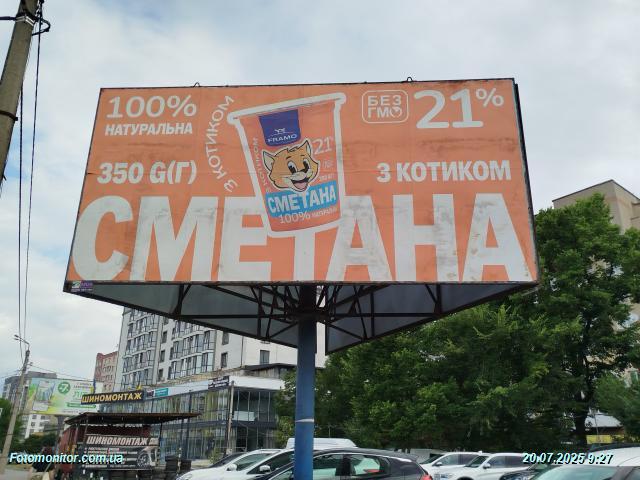 100%
НАТУРАЛЬНА
З КОТИКОМ
БЕЗ
ГМО
21%
350 G(Г)
З КОТИКОМ
FRAMO
21%
СМЕТАНА
100% НАТУРАЛЬНА
СМЕТАНА
ШИНОМОНТАЖ
ШИНОМОНТАЖ
Fotomonitor.com.ua
20.07.2025 9:27